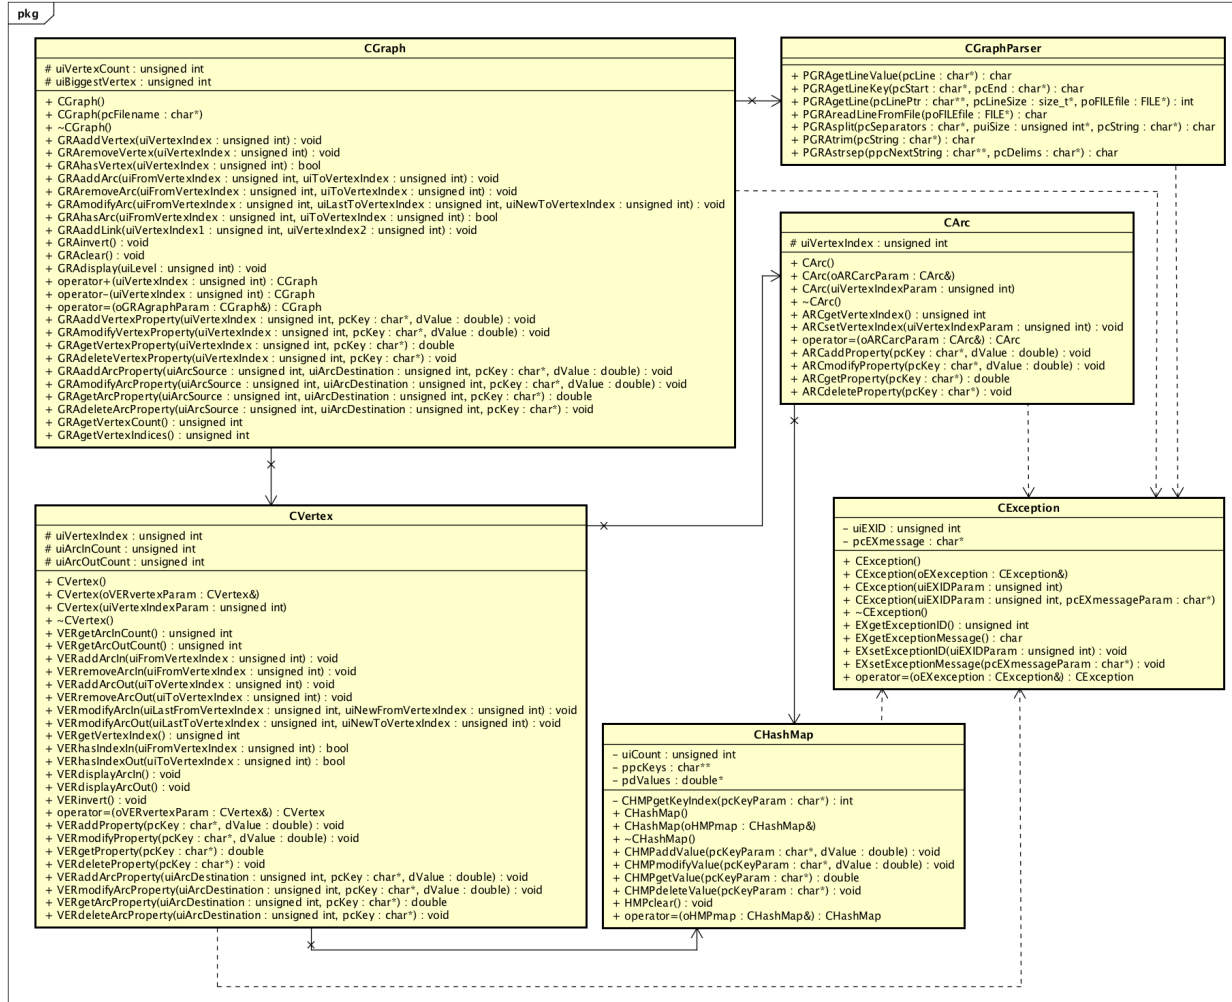 pkg
CGraph
# uiVertexCount : unsigned int
# uiBiggestVertex : unsigned int
+ CGraph()
+ CGraph(pcFilename : char*)
+ ~CGraph()
+ GRAaddVertex(uiVertexIndex : unsigned int) : void
+ GRAremoveVertex(uiVertexIndex : unsigned int) : void
+ GRAhasVertex(uiVertexIndex : unsigned int) : bool
+ GRAaddArc(uiFromVertexIndex : unsigned int, uiToVertexIndex : unsigned int) : void
+ GRAremoveArc(uiFromVertexIndex : unsigned int, uiToVertexIndex : unsigned int) : void
+ GRAmodifyArc(uiFromVertexIndex : unsigned int, uiLastToVertexIndex : unsigned int, uiNewToVertexIndex : unsigned int) : void
+ GRAhasArc(uiFromVertexIndex : unsigned int, uiToVertexIndex : unsigned int) : bool
+ GRAaddLink(uiVertexIndex1 : unsigned int, uiVertexIndex2 : unsigned int) : void
+ GRAinvert() : void
+ GRAclear() : void
+ GRAdisplay(uiLevel : unsigned int) : void
+ operator+(uiVertexIndex : unsigned int) : CGraph
+ operator-(uiVertexIndex : unsigned int) : CGraph
+ operator=(oGRAgraphParam : CGraph&) : CGraph
+ GRAaddVertexProperty(uiVertexIndex : unsigned int, pcKey : char*, dValue : double) : void
+ GRAmodifyVertexProperty(uiVertexIndex : unsigned int, pcKey : char*, dValue : double) : void
+ GRAgetVertexProperty(uiVertexIndex : unsigned int, pcKey : char*) : double
+ GRAdeleteVertexProperty(uiVertexIndex : unsigned int, pcKey : char*) : void
+ GRAaddArcProperty(uiArcSource : unsigned int, uiArcDestination : unsigned int, pcKey : char*, dValue : double) : void
+ GRAmodifyArcProperty(uiArcSource : unsigned int, uiArcDestination : unsigned int, pcKey : char*, dValue : double) : void
+ GRAgetArcProperty(uiArcSource : unsigned int, uiArcDestination : unsigned int, pcKey : char*) : double
+ GRAdeleteArcProperty(uiArcSource : unsigned int, uiArcDestination : unsigned int, pcKey : char*) : void
+ GRAgetVertexCount() : unsigned int
+ GRAgetVertexIndices() : unsigned int
CGraphParser
+ PGRAgetLineValue(pcLine : char*) : char
+ PGRAgetLineKey(pcStart : char*, pcEnd : char*) : char
+ PGRAgetLine(pcLinePtr : char**, pcLineSize : size_t*, poFILEfile : FILE*) : int
+ PGRAreadLineFromFile(poFILEfile : FILE*) : char
+ PGRAsplit(pcSeparators : char*, puiSize : unsigned int*, pcString : char*) : char
+ PGRAtrim(pcString : char*) : char
+ PGRAstrsep(ppcNextString : char**, pcDelims : char*) : char
CArc
# uiVertexIndex : unsigned int
+ CArc()
+ CArc(oARCarcParam : CArc&)
+ CArc(uiVertexIndexParam : unsigned int)
+ ~CArc()
+ ARCgetVertexIndex() : unsigned int
+ ARCsetVertexIndex(uiVertexIndexParam : unsigned int) : void
+ operator=(oARCarcParam : CArc&) : CArc
+ ARCaddProperty(pcKey : char*, dValue : double) : void
+ ARCmodifyProperty(pcKey : char*, dValue : double) : void
+ ARCgetProperty(pcKey : char*) : double
+ ARCdeleteProperty(pcKey : char*) : void
CVertex
# uiVertexIndex : unsigned int
# uiArcInCount : unsigned int
# uiArcOutCount : unsigned int
+ CVertex()
+ CVertex(oVERvertexParam : CVertex&)
+ CVertex(uiVertexIndexParam : unsigned int)
+ ~CVertex()
+ VERgetArcInCount() : unsigned int
+ VERgetArcOutCount() : unsigned int
+ VERaddArcIn(uiFromVertexIndex : unsigned int) : void
+ VERremoveArcIn(uiFromVertexIndex : unsigned int) : void
+ VERaddArcOut(uiToVertexIndex : unsigned int) : void
+ VERremoveArcOut(uiToVertexIndex : unsigned int) : void
+ VERmodifyArcIn(uiLastFromVertexIndex : unsigned int, uiNewFromVertexIndex : unsigned int) : void
+ VERmodifyArcOut(uiLastToVertexIndex : unsigned int, uiNewToVertexIndex : unsigned int) : void
+ VERgetVertexIndex() : unsigned int
+ VERhasIndexIn(uiFromVertexIndex : unsigned int) : bool
+ VERhasIndexOut(uiToVertexIndex : unsigned int) : bool
+ VERdisplayArcIn() : void
+ VERdisplayArcOut() : void
+ VERinvert() : void
+ operator=(oVERvertexParam : CVertex&) : CVertex
+ VERaddProperty(pcKey : char*, dValue : double) : void
+ VERmodifyProperty(pcKey : char*, dValue : double) : void
+ VERgetProperty(pcKey : char*) : double
+ VERdeleteProperty(pcKey : char*) : void
+ VERaddArcProperty(uiArcDestination : unsigned int, pcKey : char*, dValue : double) : void
+ VERmodifyArcProperty(uiArcDestination : unsigned int, pcKey : char*, dValue : double) : void
+ VERgetArcProperty(uiArcDestination : unsigned int, pcKey : char*) : double
+ VERdeleteArcProperty(uiArcDestination : unsigned int, pcKey : char*) : void
CException
- uiEXID : unsigned int
- pcEXmessage : char*
+ CException()
+ CException(oEXexception : CException&)
+ CException(uiEXIDParam : unsigned int)
+ CException(uiEXIDParam : unsigned int, pcEXmessageParam : char*)
+ ~CException()
+ EXgetExceptionID() : unsigned int
+ EXgetExceptionMessage() : char
+ EXsetExceptionID(uiEXIDParam : unsigned int) : void
+ EXsetExceptionMessage(pcEXmessageParam : char*) : void
+ operator=(oEXexception : CException&) : CException
CHashMap
- uiCount : unsigned int
- ppcKeys : char**
- pdValues : double*
- CHMPgetKeyIndex(pcKeyParam : char*) : int
+ CHashMap()
+ CHashMap(oHMPmap : CHashMap&)
+ ~CHashMap()
+ CHMPaddValue(pcKeyParam : char*, dValue : double) : void
+ CHMPmodifyValue(pcKeyParam : char*, dValue : double) : void
+ CHMPgetValue(pcKeyParam : char*) : double
+ CHMPdeleteValue(pcKeyParam : char*) : void
+ HMPclear() : void
+ operator=(oHMPmap : CHashMap&) : CHashMap